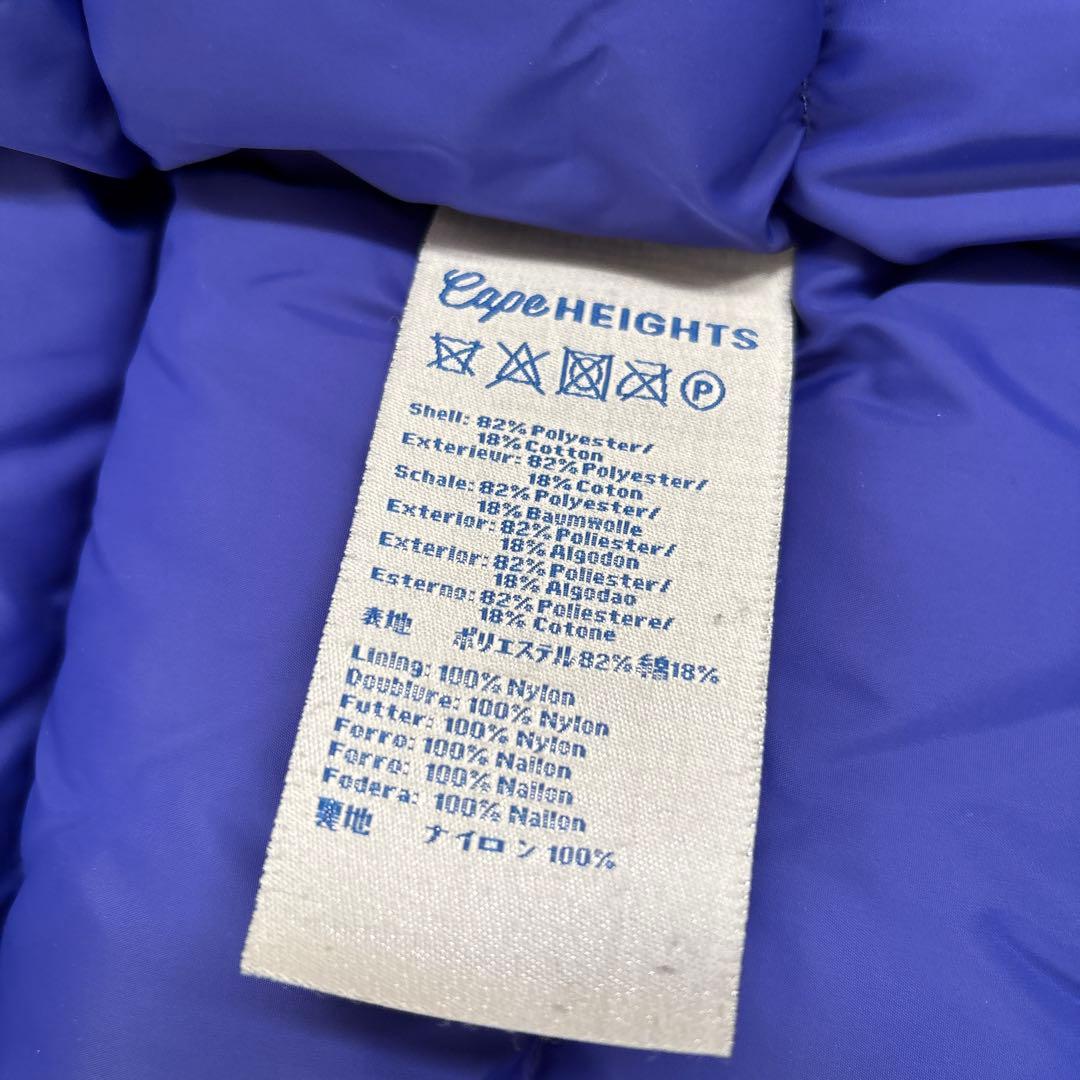 Cape HEIGHTS
P
Shell: 82% Polyester/
18% Cotton
Exterieur: 82% Polyester/
18% Coton
Schale: 82% Polyester/
18% Baumwolle
Exterior: 82% Poliester/
18% Algodon
Exterior: 82% Poliester/
18% Algodao
Esterno: 82% Poliestere/
18% Cotone
表地 ポリエステル82% 綿18%
Lining: 100% Nylon
Doublure: 100% Nylon
Futter: 100% Nylon
Forro: 100% Nailon
Forro: 100% Nailon
Fodera: 100% Nailon
裏地 ナイロン 100%